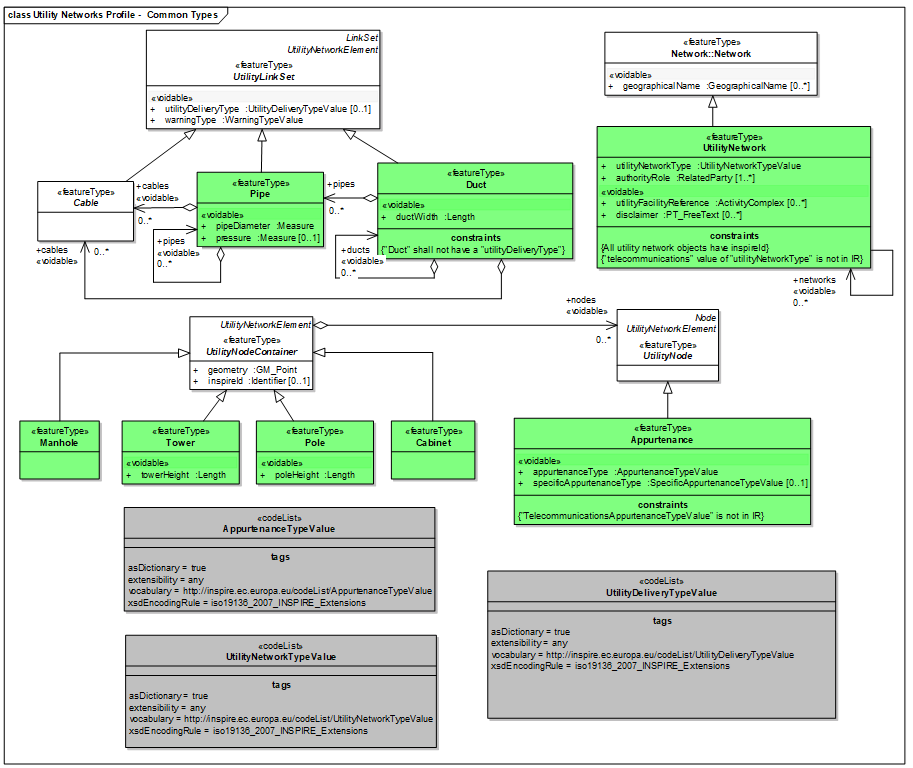 class Utility Networks Profile - Common Types
LinkSet
UtilityNetworkElement
«featureType»
UtilityLinkSet
«voidable»
+ utilityDeliveryType :UtilityDeliveryTypeValue [0..1]
+ warningType :WarningTypeValue
«featureType»
Network::Network
«voidable»
+ geographicalName :GeographicalName [0..*]
«featureType»
UtilityNetwork
+ utilityNetworkType :UtilityNetworkTypeValue
+ authorityRole :RelatedParty [1..*]
«voidable»
+ utilityFacilityReference :ActivityComplex [0..*]
+ disclaimer :PT_FreeText [0..*]
constraints
{All utility network objects have inspireId}
{"telecommunications" value of "utilityNetworkType" is not in IR}
+networks
«voidable»
0..*
«featureType»
Cable
+cables
«voidable»
0..*
«featureType»
Pipe
«voidable»
+ pipeDiameter :Measure
+ pressure :Measure [0..1]
+pipes
0..*
«featureType»
Duct
«voidable»
+ ductWidth :Length
constraints
{"Duct" shall not have a "utilityDeliveryType"}
+cables
«voidable»
0..*
+pipes
«voidable»
0..*
+ducts
«voidable»
0..*
UtilityNetworkElement
«featureType»
UtilityNodeContainer
+ geometry :GM_Point
+ inspireId :Identifier [0..1]
+nodes
«voidable»
0..*
Node
UtilityNetworkElement
«featureType»
UtilityNode
«featureType»
Manhole
«featureType»
Tower
«voidable»
+ towerHeight :Length
«featureType»
Pole
«voidable»
+ poleHeight :Length
«featureType»
Cabinet
«featureType»
Appurtenance
«voidable»
+ appurtenanceType :AppurtenanceTypeValue
+ specificAppurtenanceType :SpecificAppurtenanceTypeValue [0..1]
constraints
{"TelecommunicationsAppurtenanceTypeValue" is not in IR}
«codeList»
AppurtenanceTypeValue
tags
asDictionary = true
extensibility = any
vocabulary = http://inspire.ec.europa.eu/codeList/AppurtenanceTypeValue
xsdEncodingRule = iso19136_2007_INSPIRE_Extensions
«codeList»
UtilityDeliveryTypeValue
tags
asDictionary = true
extensibility = any
vocabulary = http://inspire.ec.europa.eu/codeList/UtilityDeliveryTypeValue
xsdEncodingRule = iso19136_2007_INSPIRE_Extensions
«codeList»
UtilityNetworkTypeValue
tags
asDictionary = true
extensibility = any
vocabulary = http://inspire.ec.europa.eu/codeList/UtilityNetworkTypeValue
xsdEncodingRule = iso19136_2007_INSPIRE_Extensions